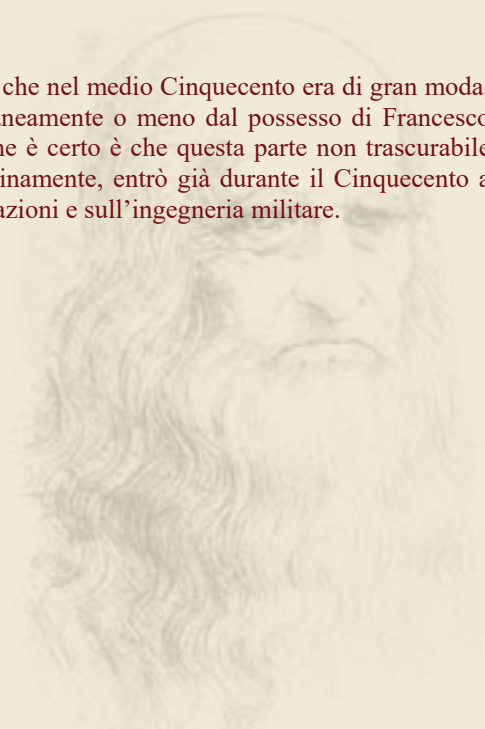 che nel medio Cinquecento era di gran moda,
neamente o meno dal possesso di Francesco
è certo è che questa parte non trascurabile
inamente, entrò già durante il Cinquecento a
azioni e sull’ingegneria militare.